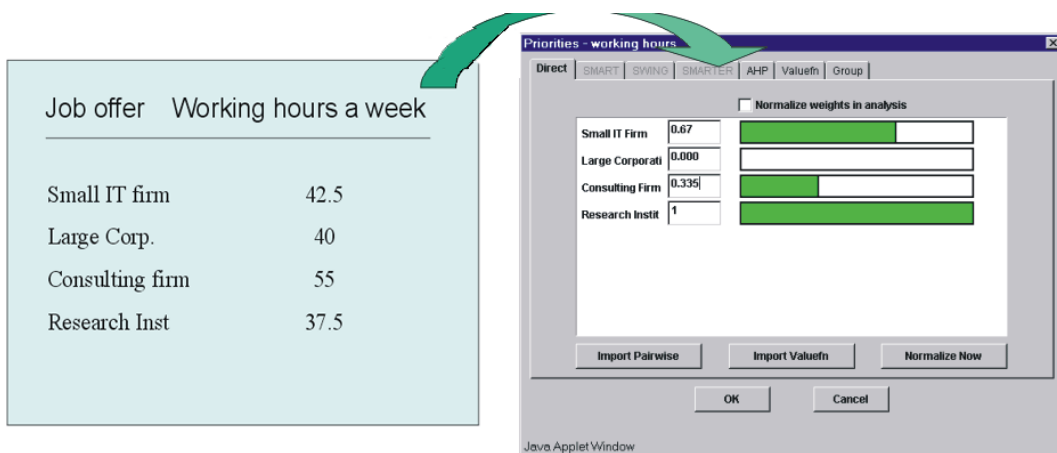 Job offer Working hours a week
Small IT firm 42.5
Large Corp. 40
Consulting firm 55
Research Inst 37.5
Priorities - working hours
Direct SMART SWING SMARTER AHP Valuefn Group
Normalize weights in analysis
Small IT Firm 0.67
Large Corporati 0.000
Consulting Firm 0.335
Research Instit 1
Import Pairwise Import Valuefn Normalize Now
OK Cancel
Java Applet Window